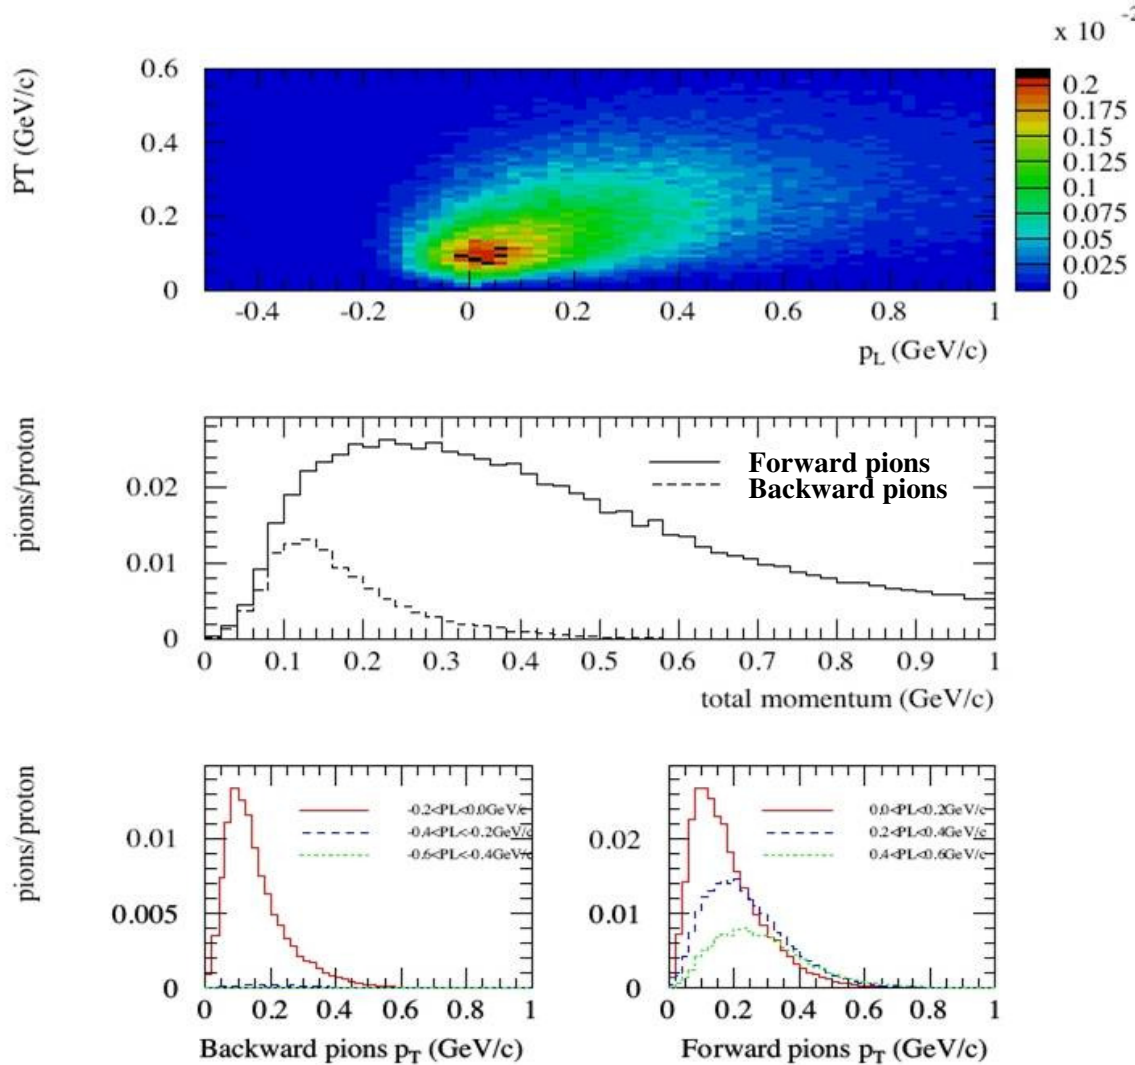 x 10 -2
PT (GeV/c)
0.6
0.4
0.2
0
-0.4 -0.2 0 0.2 0.4 0.6 0.8 1
p_L (GeV/c)
0.2
0.175
0.15
0.125
0.1
0.075
0.05
0.025
0
pions/proton
0.02
0.01
0
Forward pions
Backward pions
0 0.1 0.2 0.3 0.4 0.5 0.6 0.7 0.8 0.9 1
total momentum (GeV/c)
pions/proton
0.01
0.005
0
-0.2<PL<0.0GeV/c
-0.4<PL<-0.2GeV/c
-0.6<PL<-0.4GeV/c
0 0.2 0.4 0.6 0.8 1
Backward pions p_T (GeV/c)
0.02
0.01
0
0.0<PL<0.2GeV/c
0.2<PL<0.4GeV/c
0.4<PL<0.6GeV/c
0 0.2 0.4 0.6 0.8 1
Forward pions p_T (GeV/c)